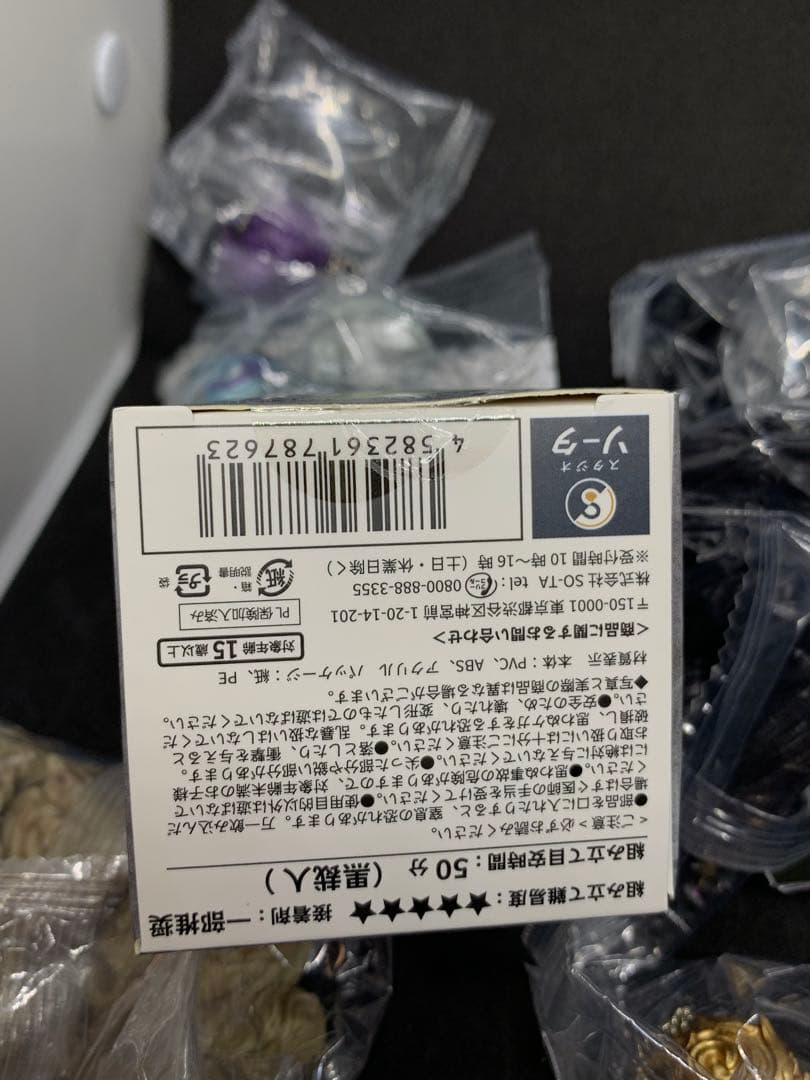 組み立て難易度：★★★★★ 接着剤：一部推奨
組み立て目安時間：50分（黒裁人）
＜ご注意＞必ずお読みください。
●部品を口に入れたりすると、窒息の恐れがあります。万一飲み込んだ
場合はすぐ医師の手当を受けてください。●使用目的以外は遊ばないで
ください。●思わぬ事故の危険がありますので、対象年齢未満のお子様
には絶対に与えないでください。●尖った部分や鋭い部分があります。
お取り扱いには十分にご注意ください。●落としたり、衝撃を与えると
破損し、思わぬケガをする恐れがあります。乱暴な扱いはしないでくだ
さい。●安全のため、壊れたり、変形したものでは遊ばないでください。
◆写真と実際の商品は異なる場合がございます。
材質表示　本体：PVC、ABS、アクリル　パッケージ：紙、PE
＜商品に関するお問い合わせ＞
対象年齢15歳以上
〒150-0001 東京都渋谷区神宮前1-20-14-201
PL保険加入済み
株式会社 SO-TA tel：0800-888-3355
※受付時間 10時～16時（土日・休業日除く）
紙
箱・
説明書
プラ
袋
スタジオ
ソータ
4 582361 787623